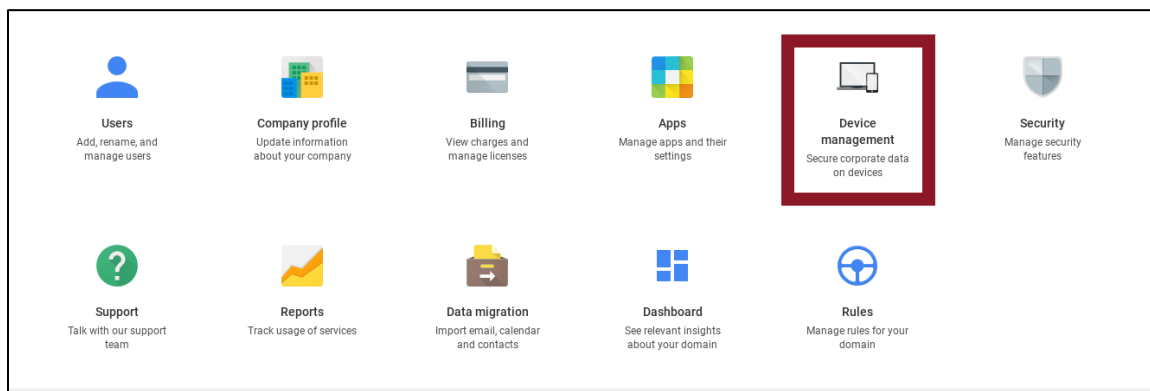 Users
Add, rename, and
manage users
Company profile
Update information
about your company
Billing
View charges and
manage licenses
Apps
Manage apps and their
settings
Device
management
Secure corporate data
on devices
Security
Manage security
features
?
Support
Talk with our support
team
Reports
Track usage of services
Data migration
Import email, calendar
and contacts
Dashboard
See relevant insights
about your domain
Rules
Manage rules for your
domain